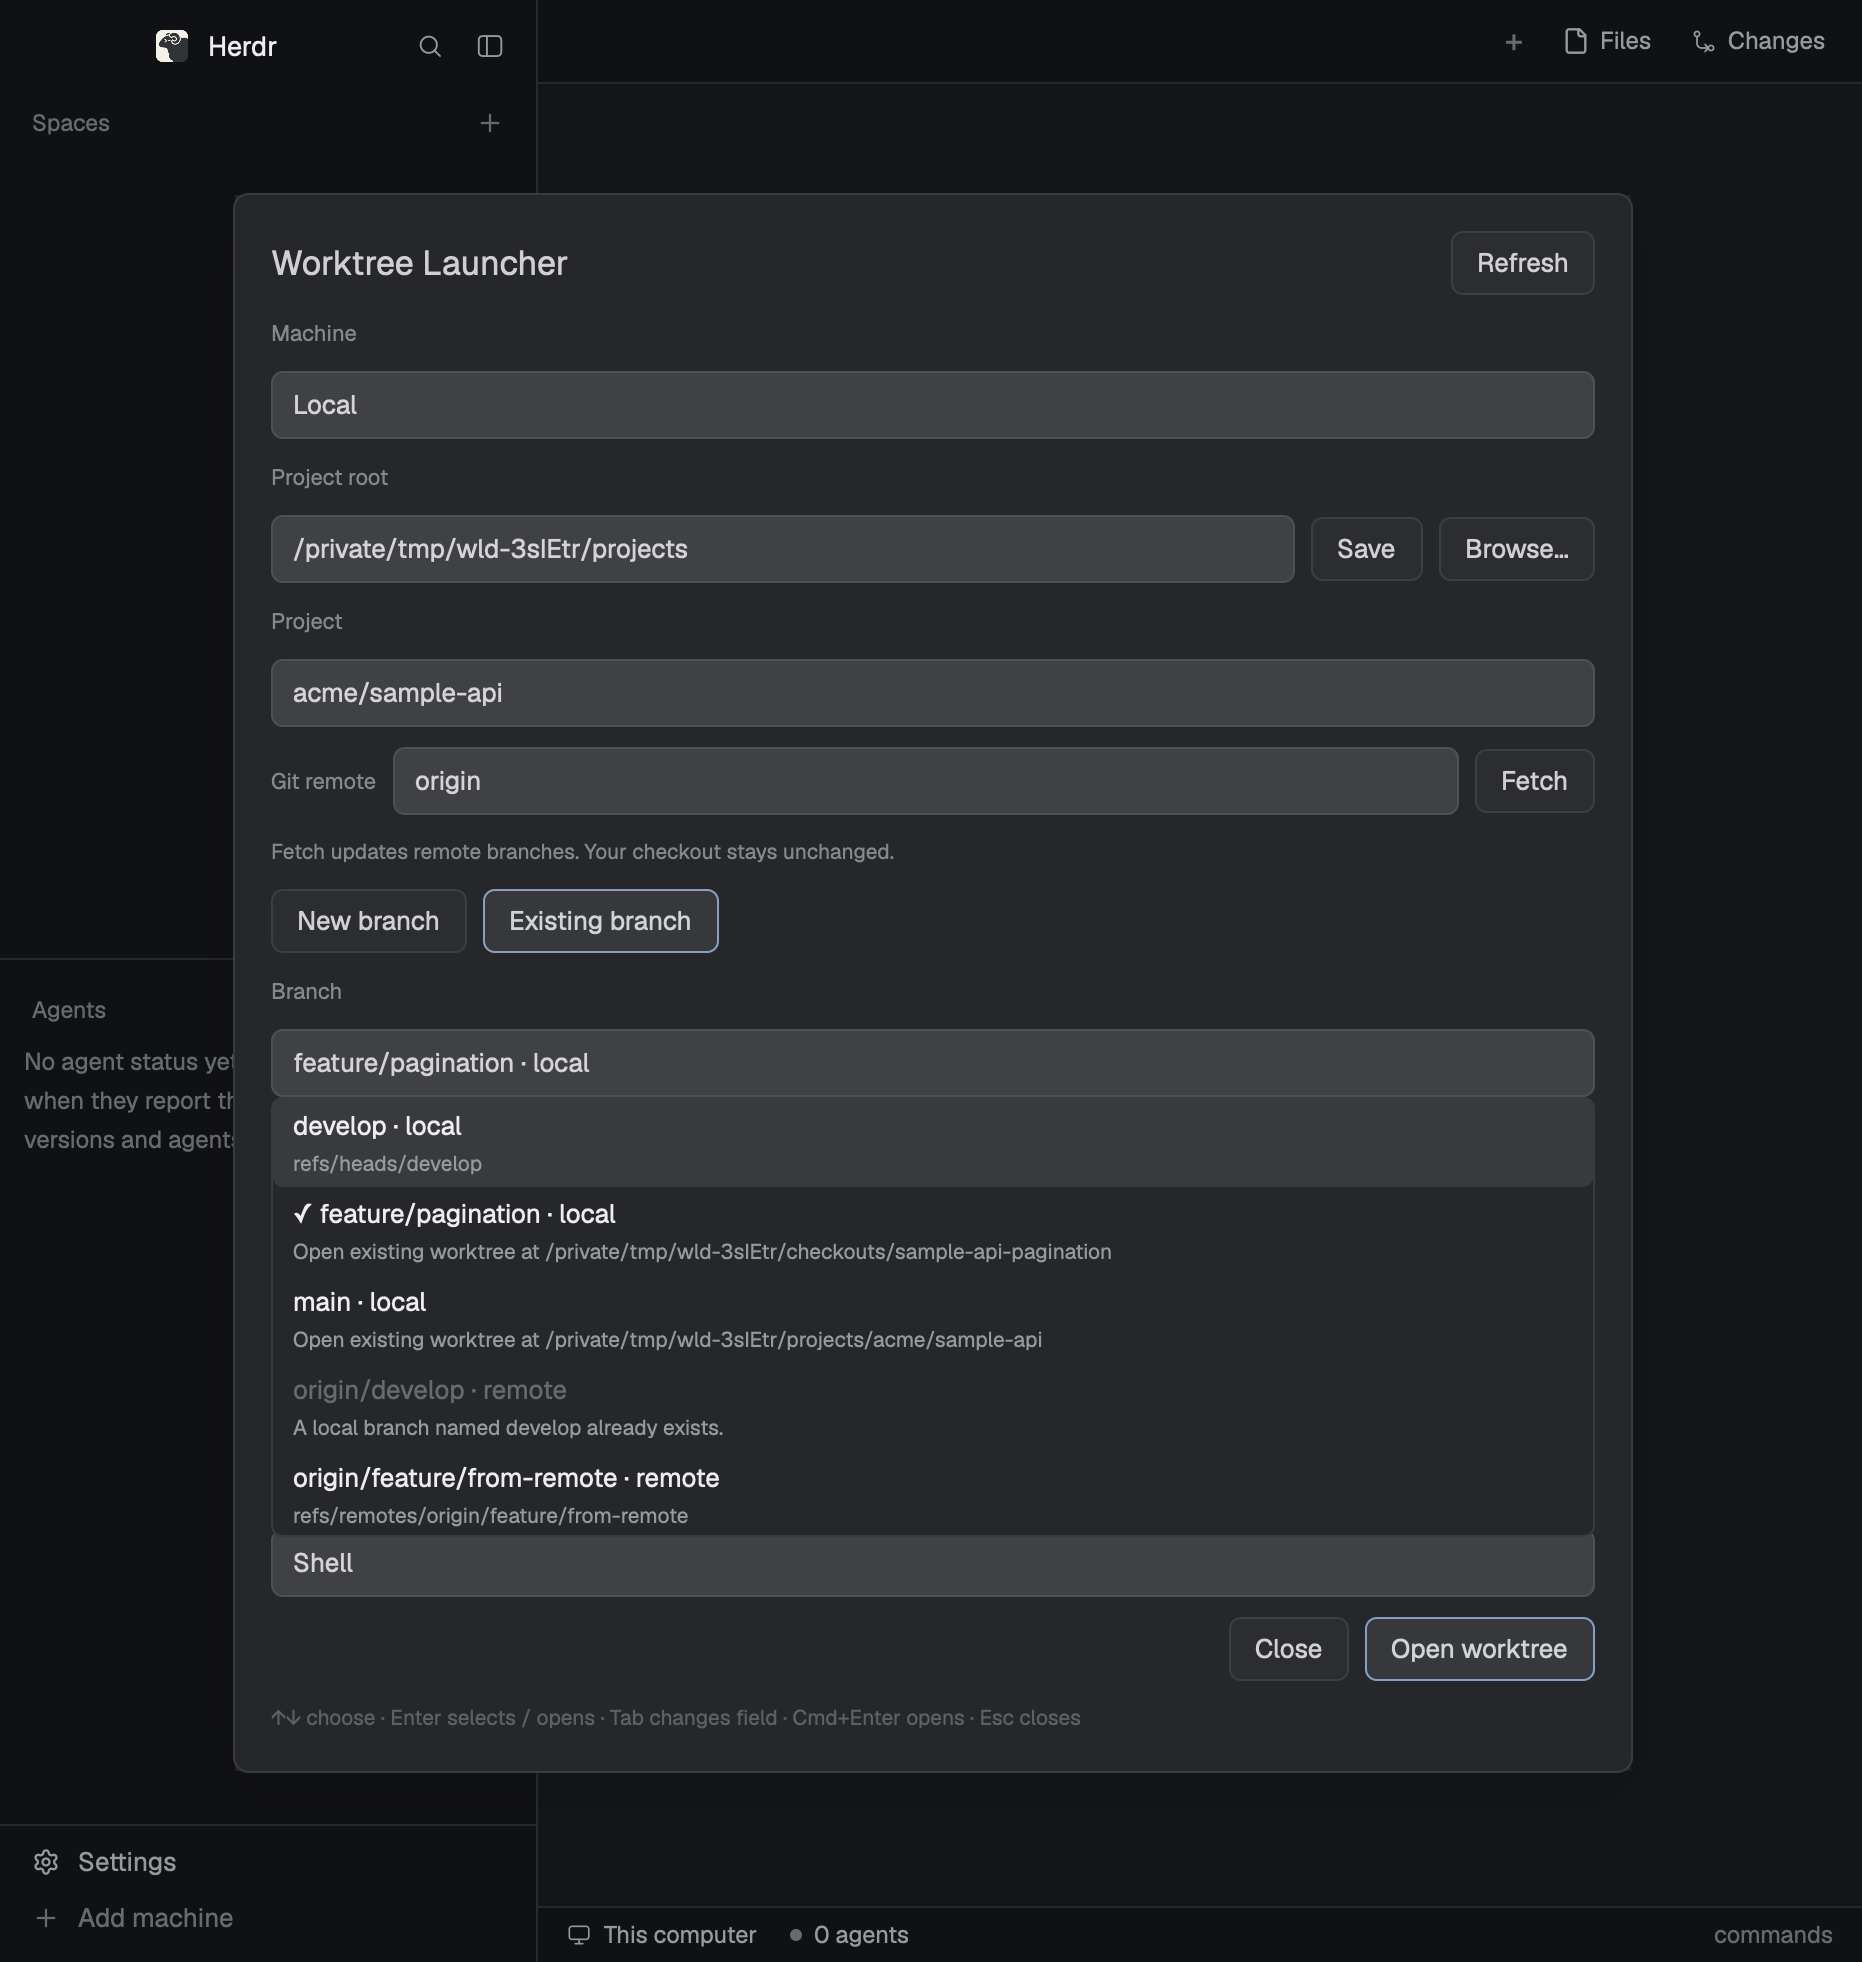 Herdr
Files
Changes
Spaces
Worktree Launcher
Refresh
Machine
Local
Project root
/private/tmp/wld-3sIEtr/projects
Save
Browse...
Project
acme/sample-api
Git remote
origin
Fetch
Fetch updates remote branches. Your checkout stays unchanged.
New branch
Existing branch
Branch
feature/pagination · local
develop · local
refs/heads/develop
✓ feature/pagination · local
Open existing worktree at /private/tmp/wld-3sIEtr/checkouts/sample-api-pagination
main · local
Open existing worktree at /private/tmp/wld-3sIEtr/projects/acme/sample-api
origin/develop · remote
A local branch named develop already exists.
origin/feature/from-remote · remote
refs/remotes/origin/feature/from-remote
Shell
Close
Open worktree
↑↓ choose · Enter selects / opens · Tab changes field · Cmd+Enter opens · Esc closes
Agents
No agent status yet
when they report
versions and agents
Settings
Add machine
This computer
0 agents
commands